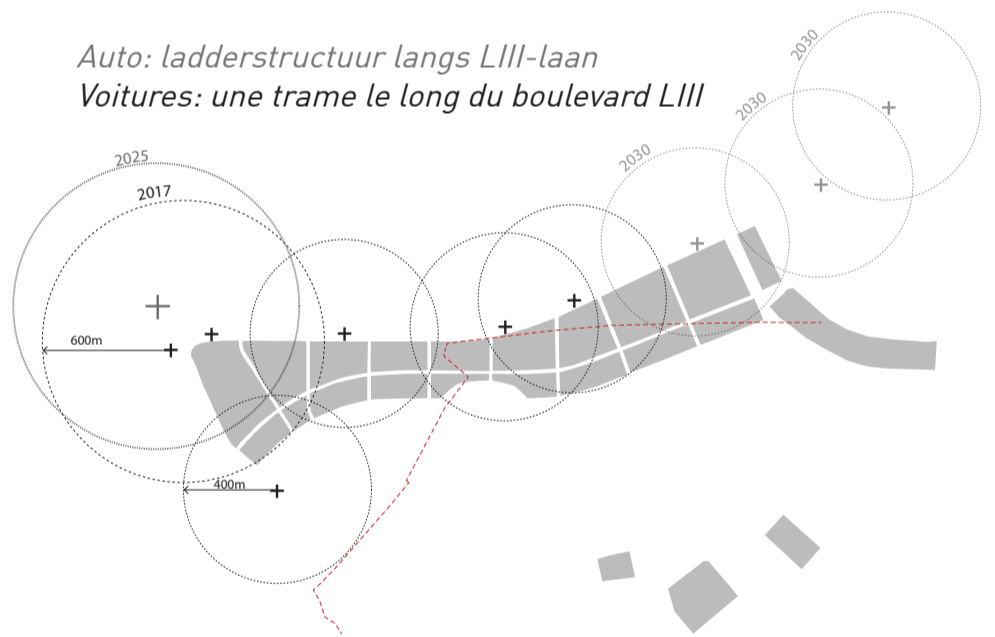 Auto: ladderstructuur langs LIII-laan
Voitures: une trame le long du boulevard LIII
2030
2030
2030
2025
2017
600m
400m